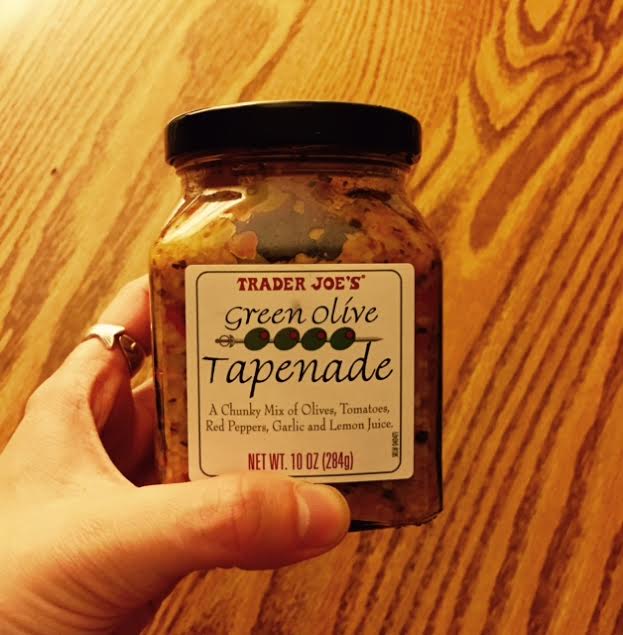 TRADER JOE'S®
Green Olive
Tapenade
A Chunky Mix of Olives, Tomatoes,
Red Peppers, Garlic and Lemon Juice.
NET WT. 10 OZ (284g)